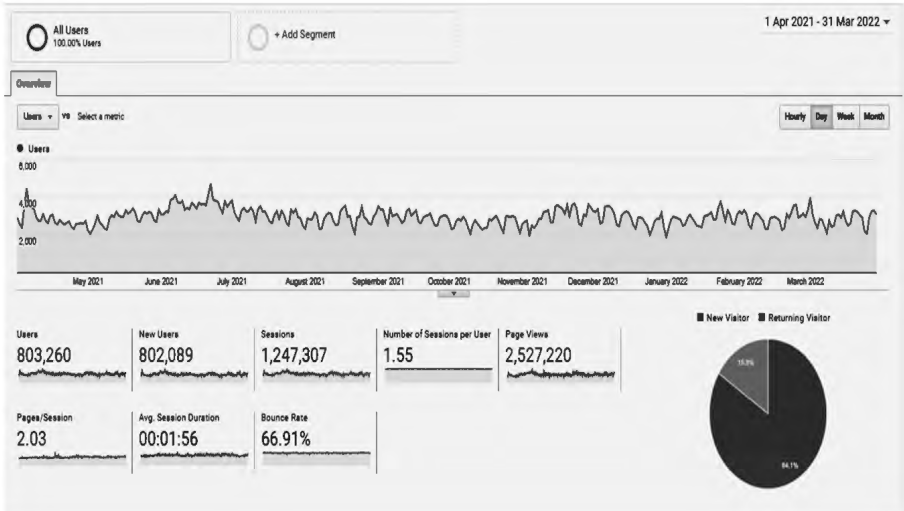 All Users
100.00% Users
+ Add Segment
1 Apr 2021 - 31 Mar 2022
Overview
Users vs Select a metric
Hourly Day Week Month
Users
6,000
4,000
2,000
May 2021 June 2021 July 2021 August 2021 September 2021 October 2021 November 2021 December 2021 January 2022 February 2022 March 2022
New Visitor Returning Visitor
Users New Users Sessions Number of Sessions per User Page Views
803,260 802,089 1,247,307 1.55 2,527,220
15.9%
Pages/Session Avg. Session Duration Bounce Rate
2.03 00:01:56 66.91%
84.1%